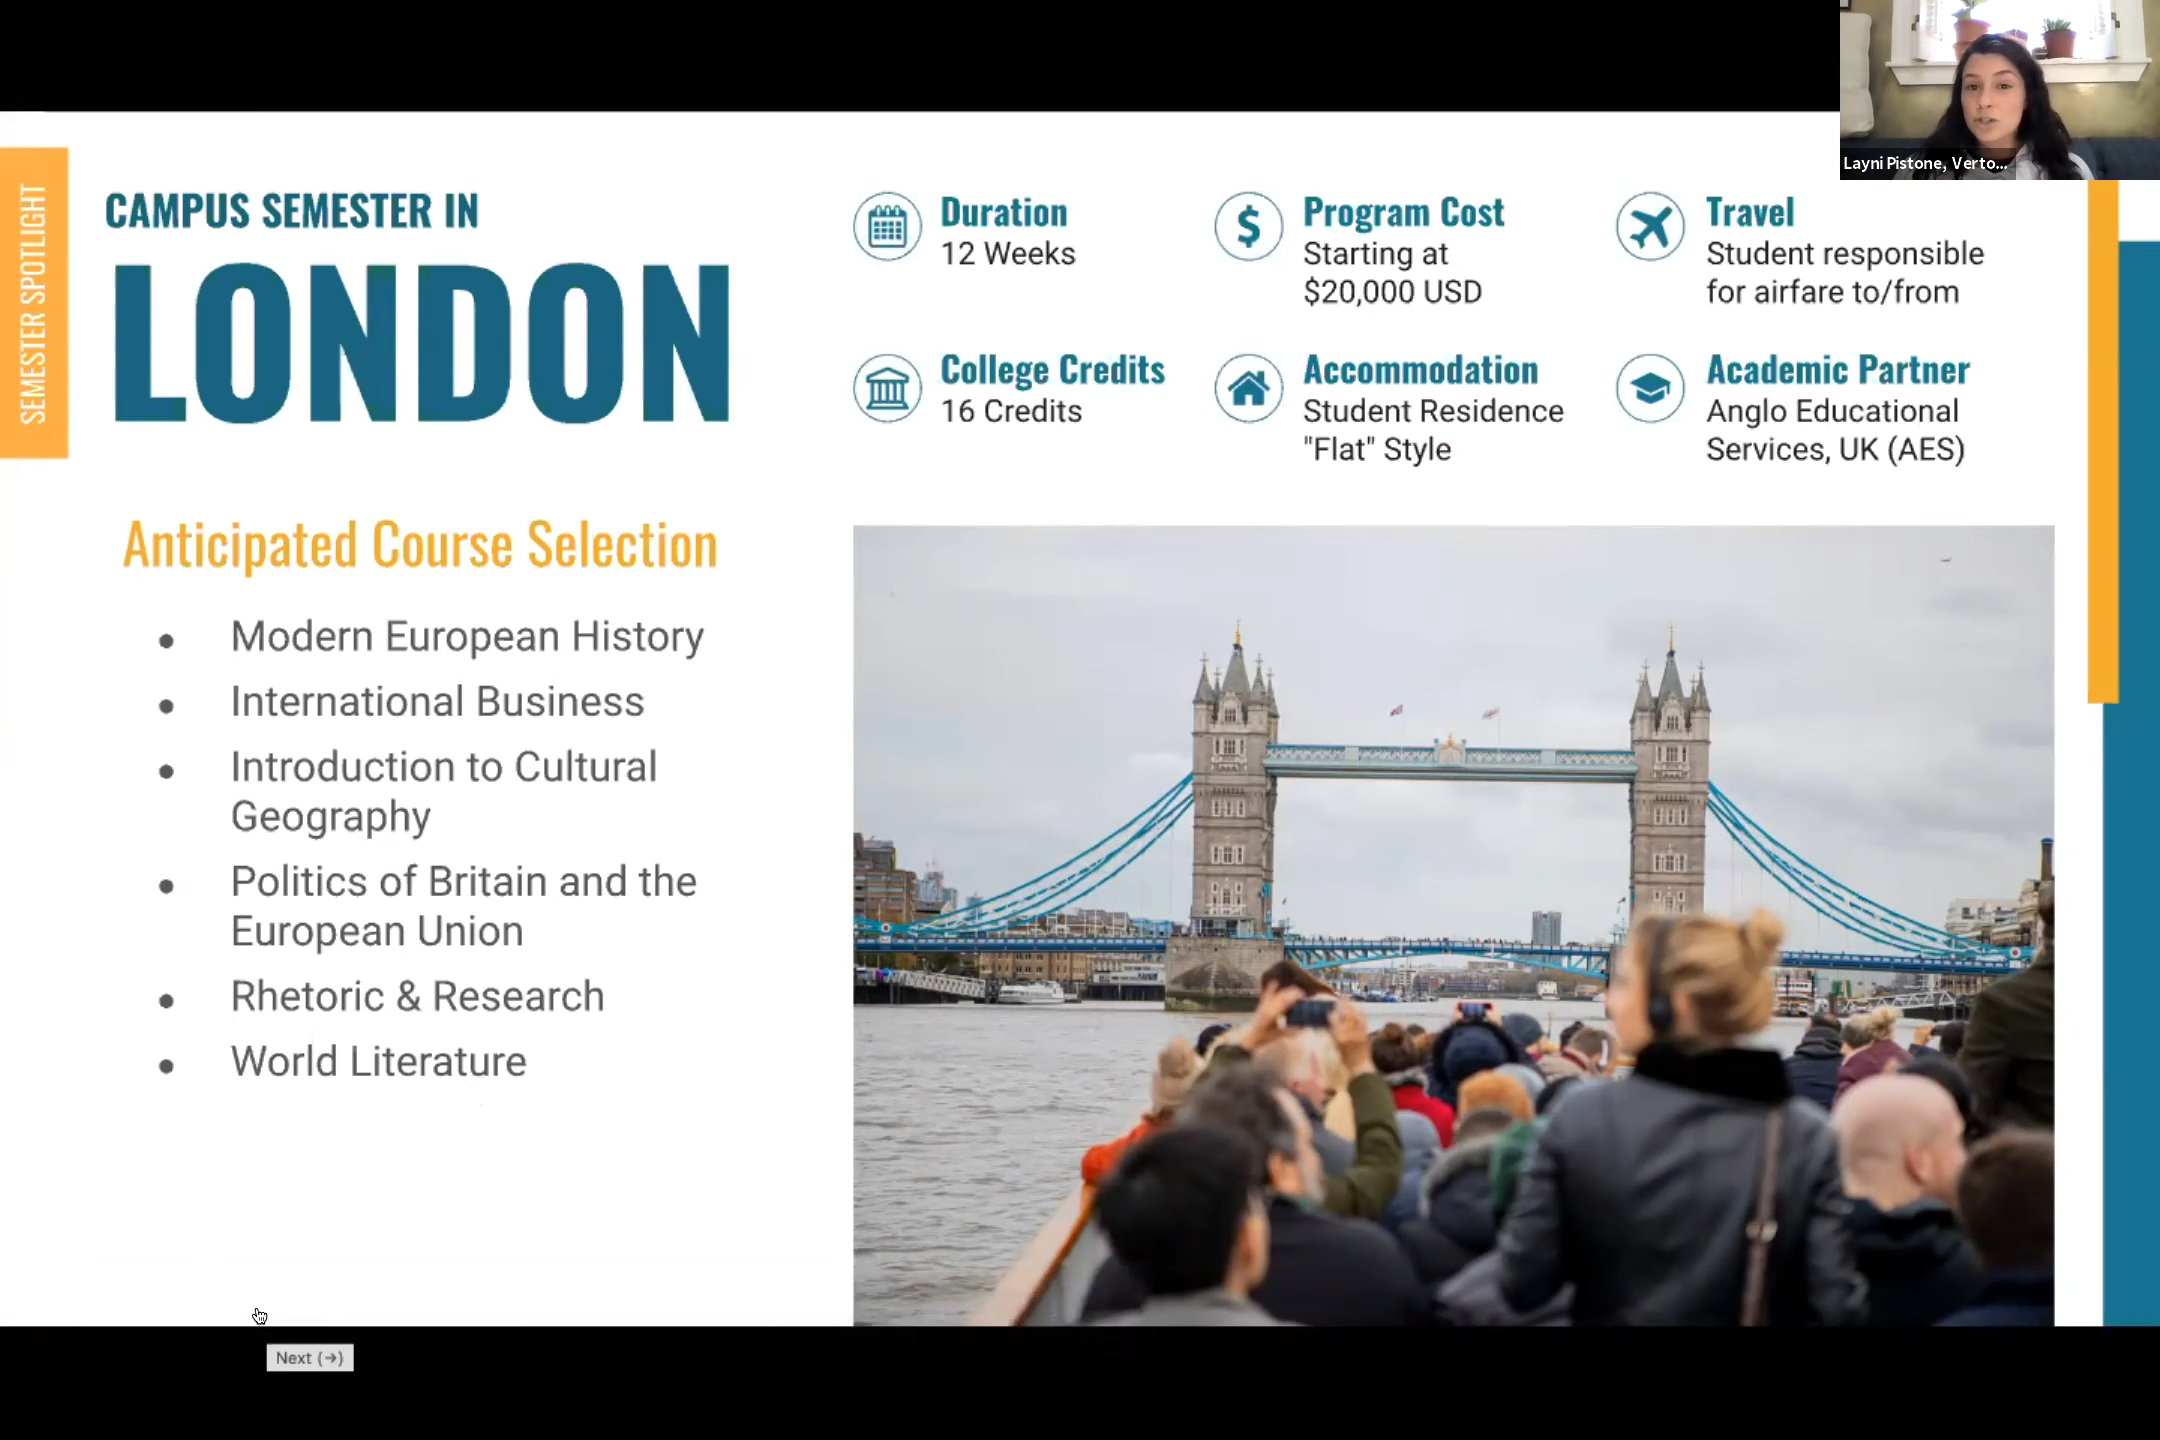 Layni Pistone, Verto...
SEMESTER SPOTLIGHT
CAMPUS SEMESTER IN
LONDON
Duration
12 Weeks
Program Cost
Starting at
$20,000 USD
Travel
Student responsible
for airfare to/from
College Credits
16 Credits
Accommodation
Student Residence
"Flat" Style
Academic Partner
Anglo Educational
Services, UK (AES)
Anticipated Course Selection
● Modern European History
● International Business
● Introduction to Cultural
Geography
● Politics of Britain and the
European Union
● Rhetoric & Research
● World Literature
Next (→)